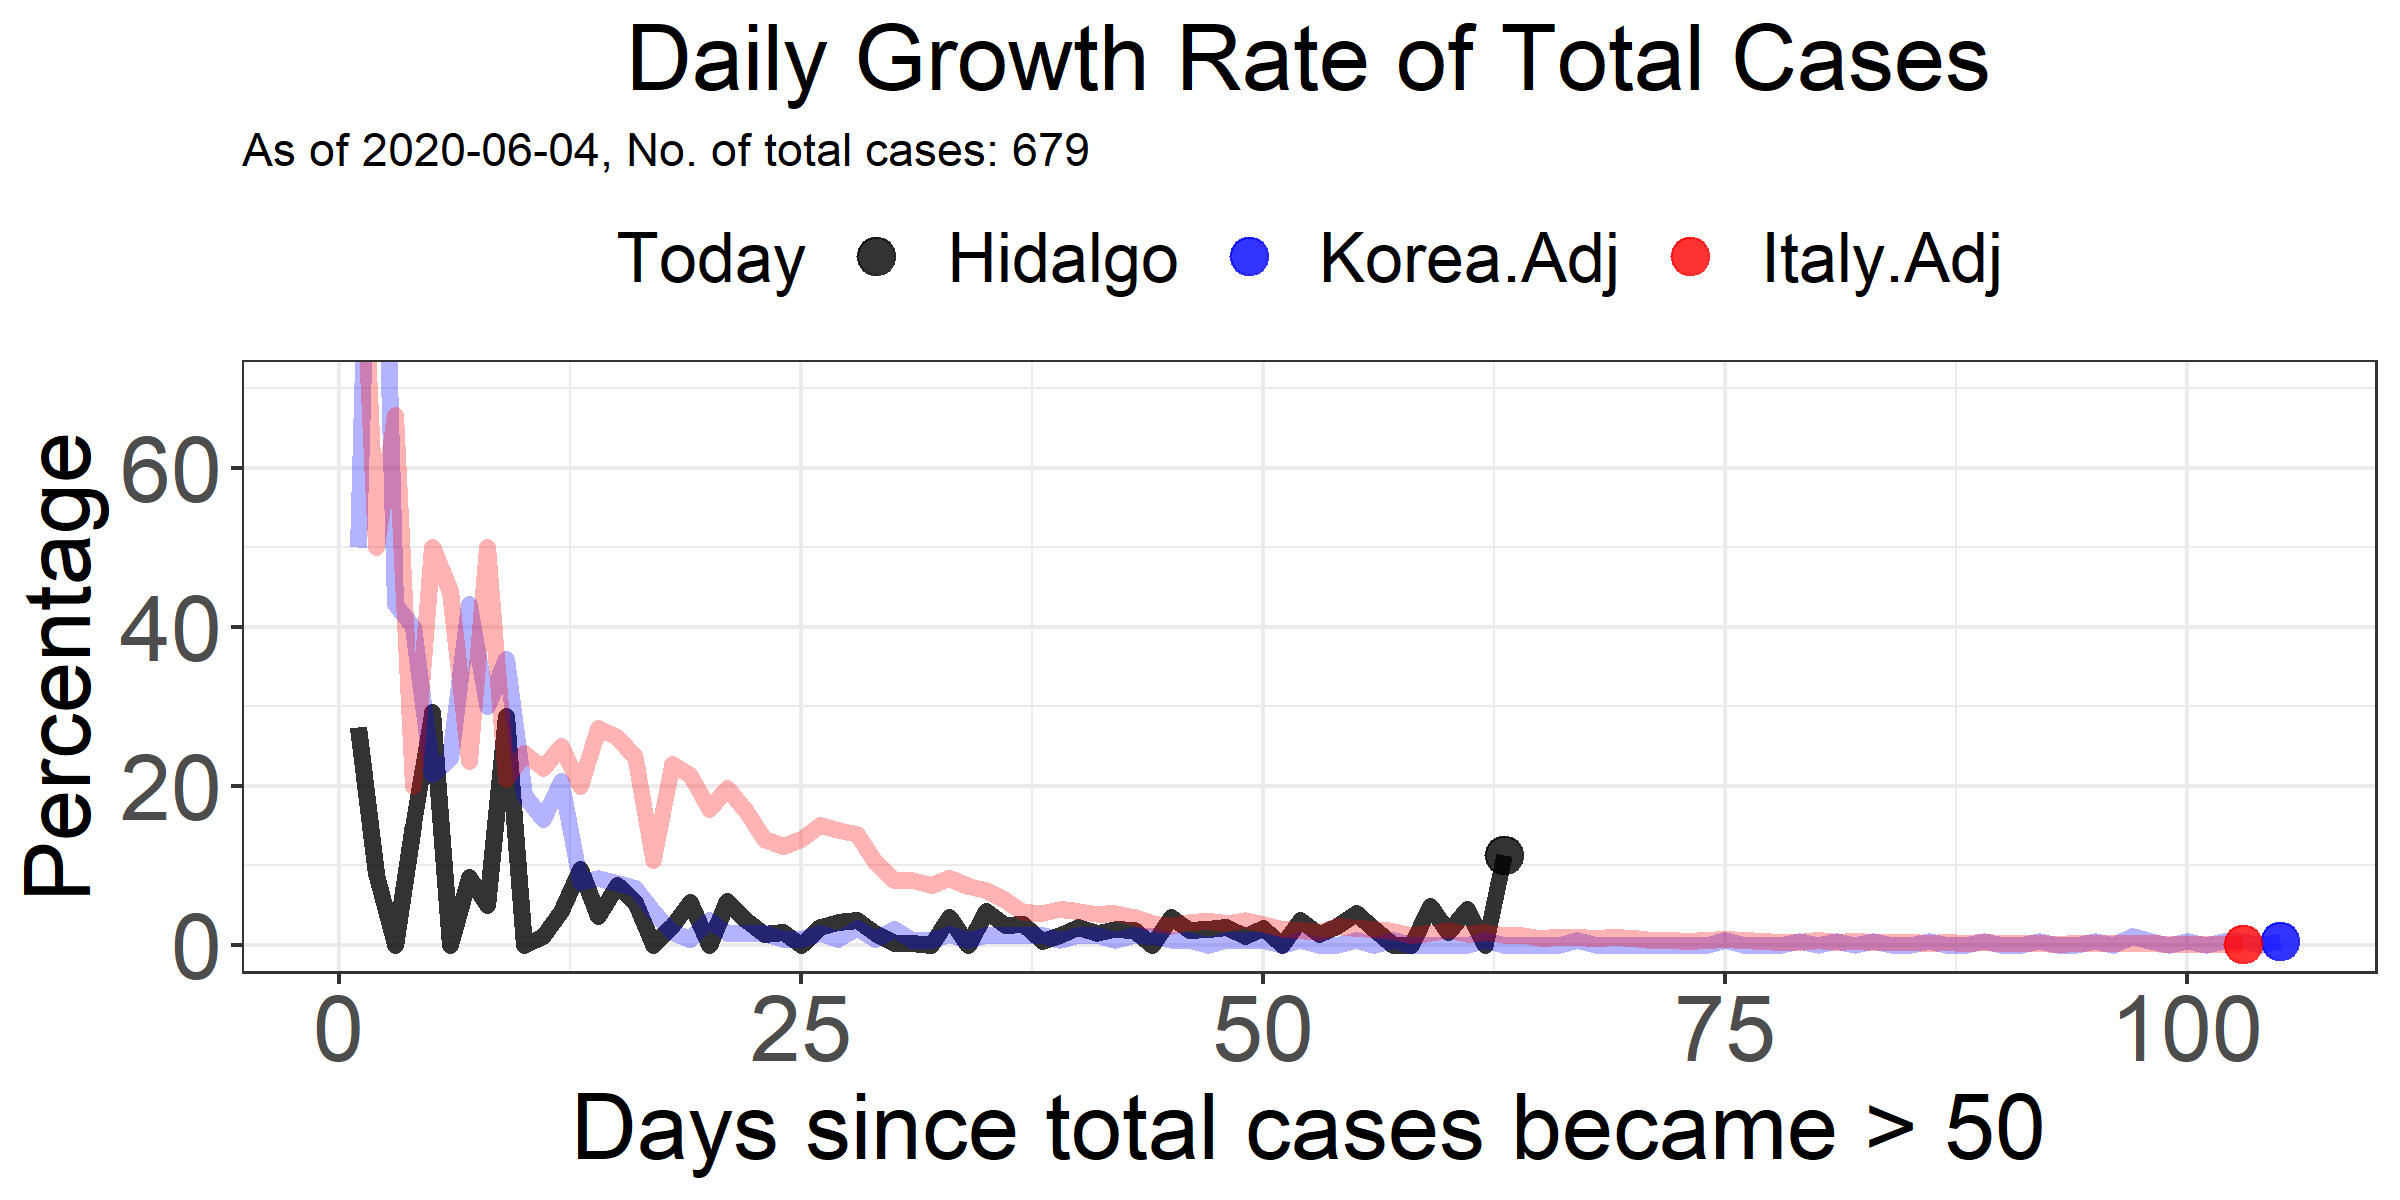 Daily Growth Rate of Total Cases
As of 2020-06-04, No. of total cases: 679
Today Hidalgo Korea.Adj Italy.Adj
Percentage
60
40
20
0
0 25 50 75 100
Days since total cases became > 50